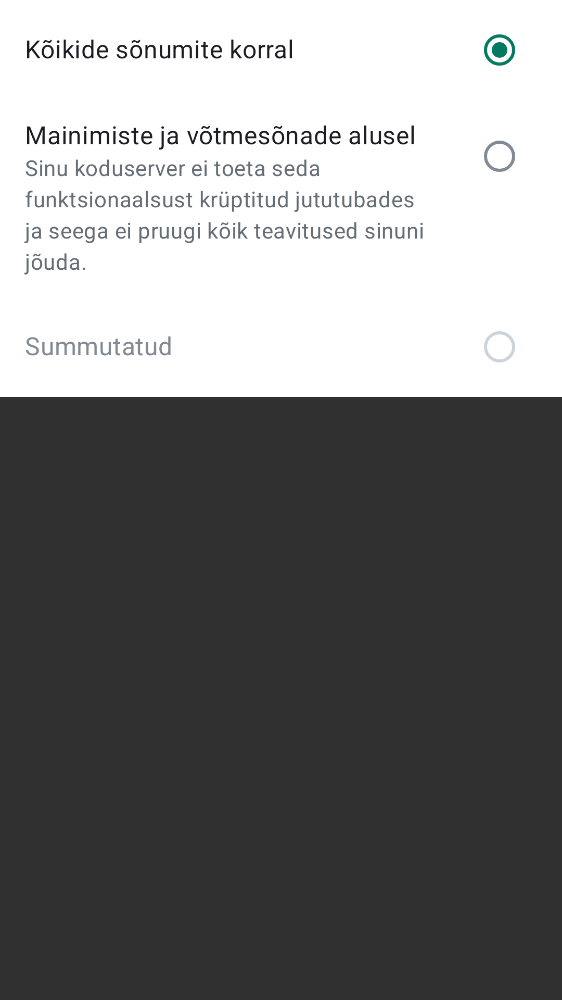 Kõikide sõnumite korral
Mainimiste ja võtmesõnade alusel
Sinu koduserver ei toeta seda
funktsionaalsust krüptitud jututubades
ja seega ei pruugi kõik teavitused sinuni
jõuda.
Summutatud